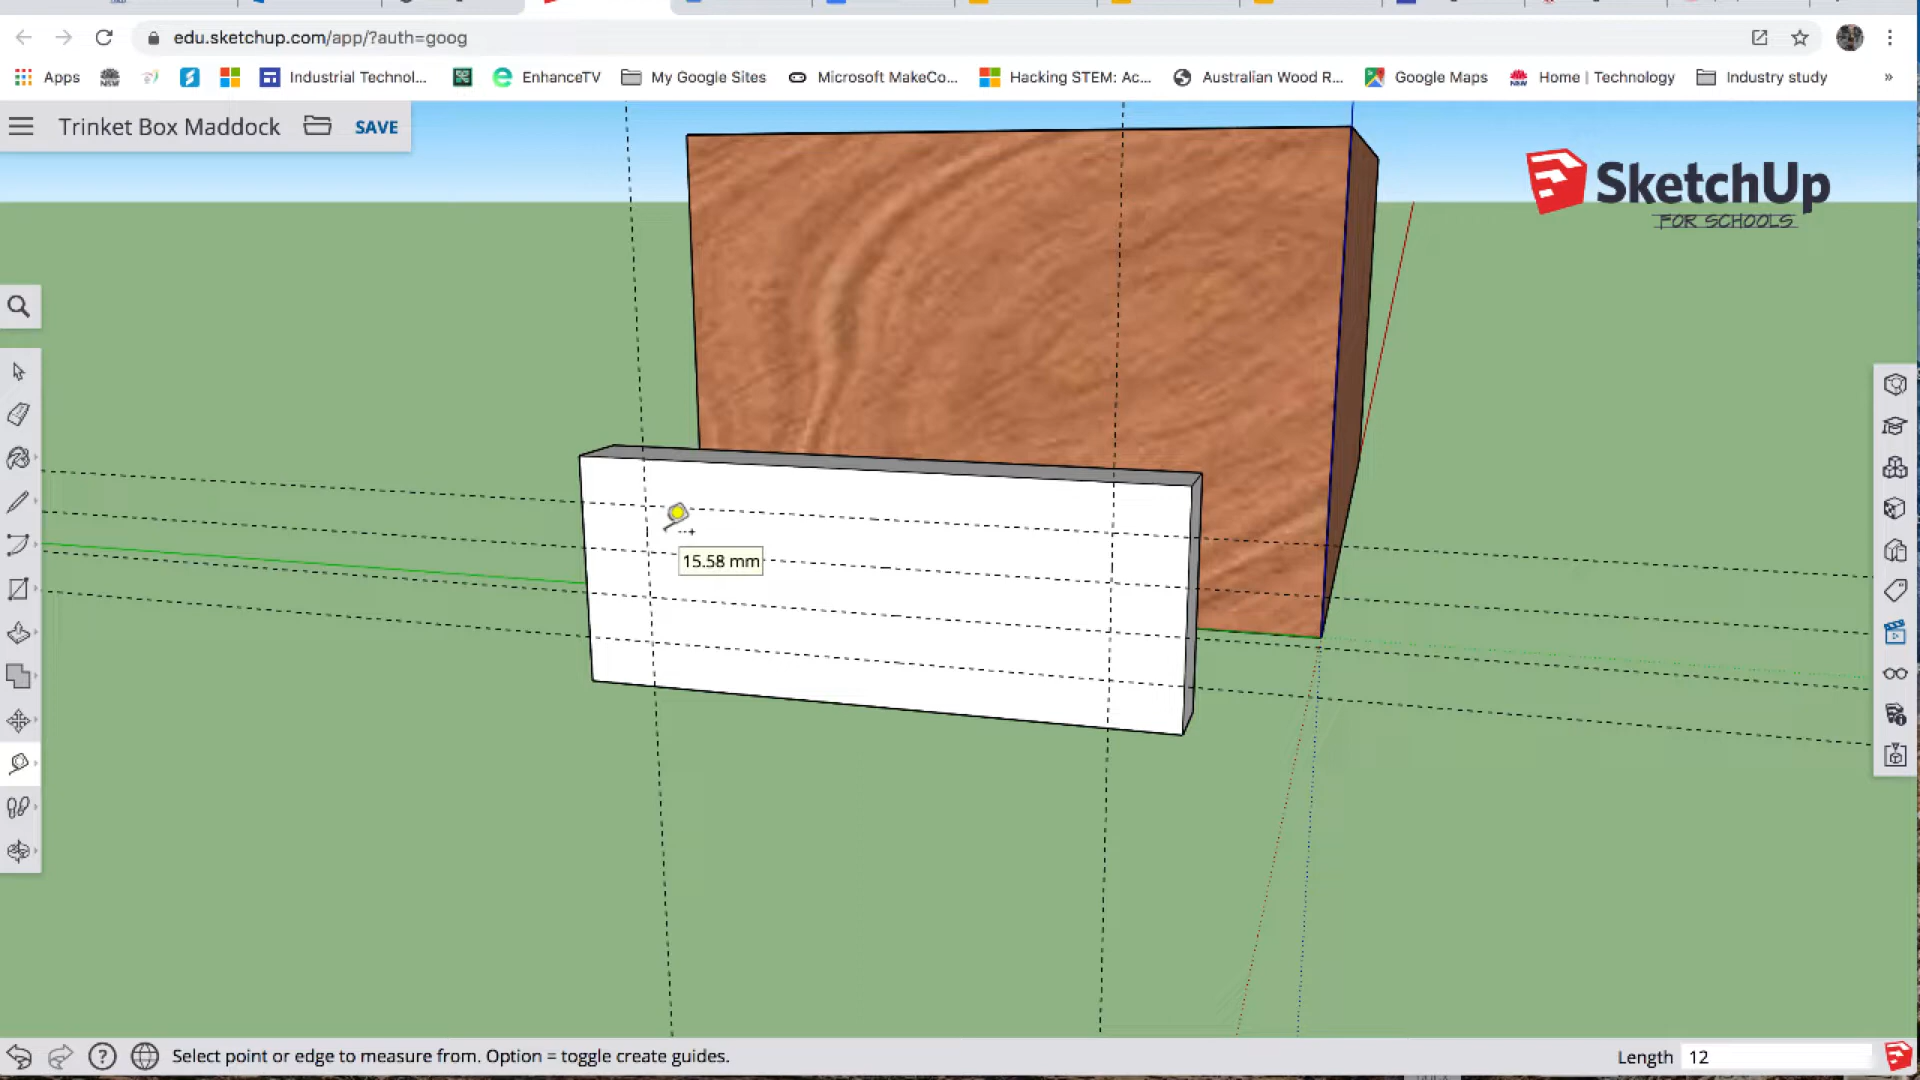 edu.sketchup.com/app/?auth=goog
Apps Industrial Technol... EnhanceTV My Google Sites Microsoft MakeCo... Hacking STEM: Ac... Australian Wood R... Google Maps Home | Technology Industry study »
Trinket Box Maddock SAVE
SketchUp
FOR SCHOOLS
15.58 mm
Select point or edge to measure from. Option = toggle create guides.
Length 12